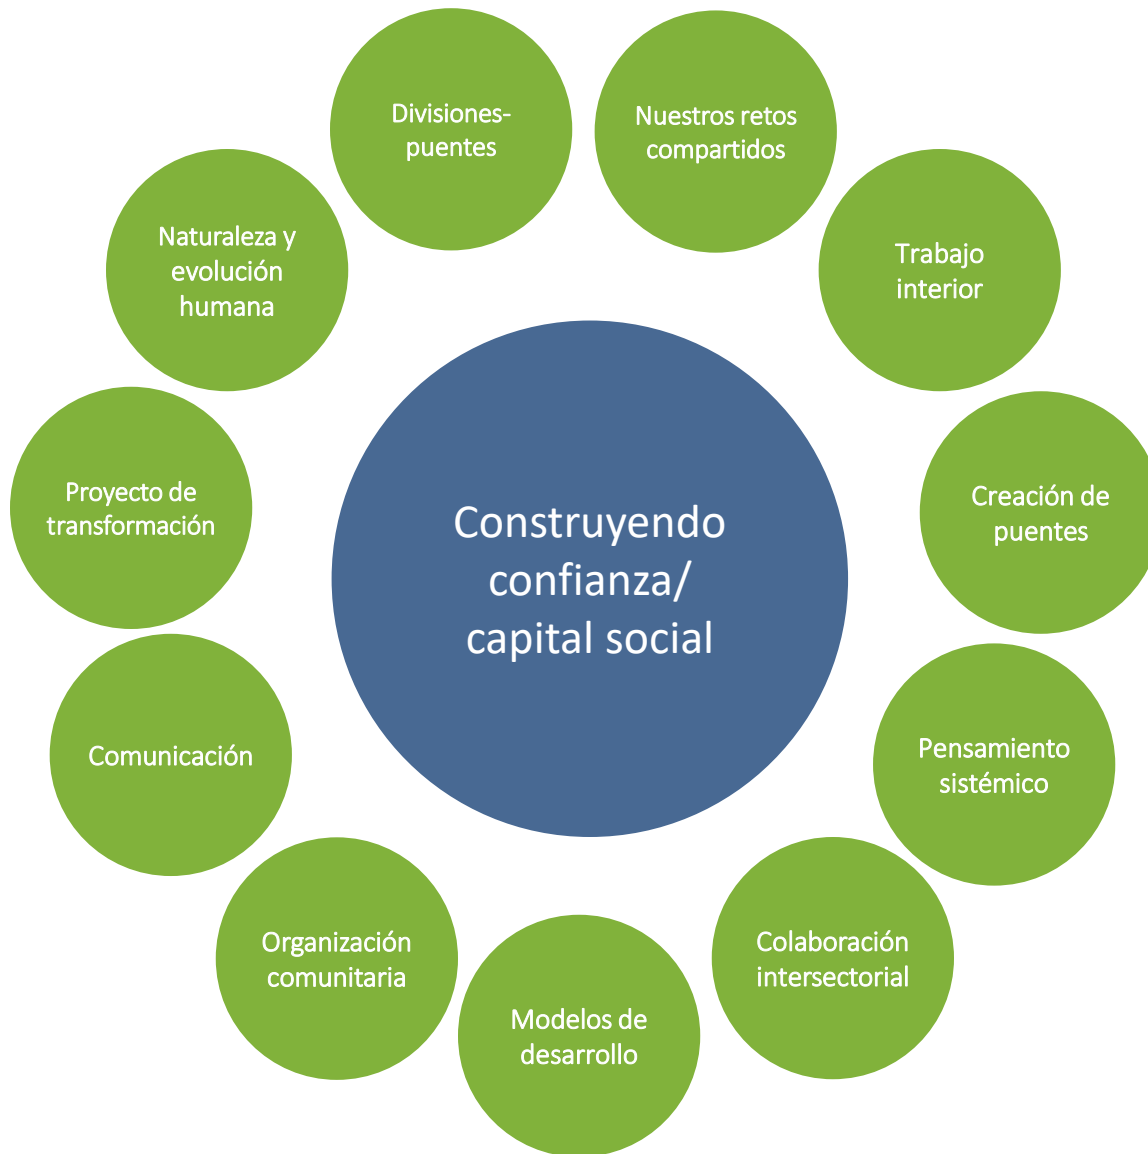 Divisiones-
puentes
Nuestros retos
compartidos
Trabajo
interior
Creación de
puentes
Pensamiento
sistémico
Colaboración
intersectorial
Modelos de
desarrollo
Organización
comunitaria
Comunicación
Proyecto de
transformación
Naturaleza y
evolución
humana
Construyendo
confianza/
capital social